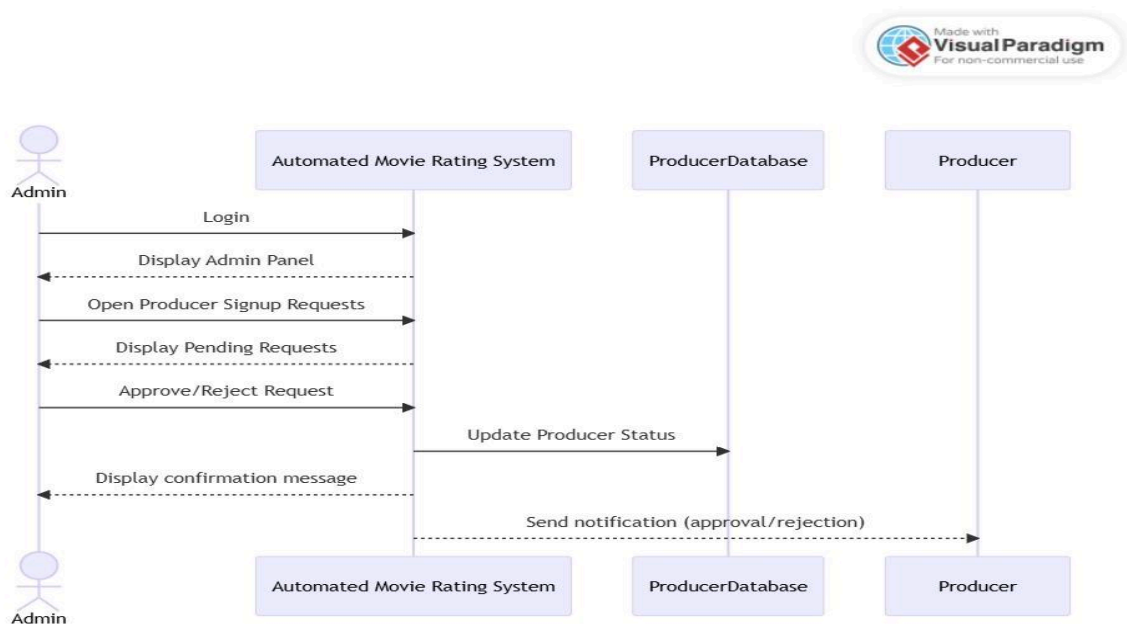 Made with
Visual Paradigm
For non-commercial use
Automated Movie Rating System
ProducerDatabase
Producer
Admin
Login
Display Admin Panel
Open Producer Signup Requests
Display Pending Requests
Approve/Reject Request
Update Producer Status
Display confirmation message
Send notification (approval/rejection)
Automated Movie Rating System
ProducerDatabase
Producer
Admin